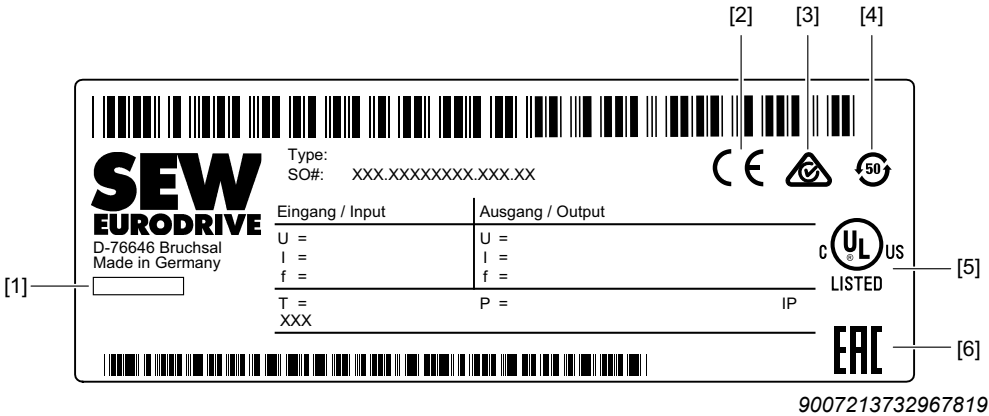 [2] [3] [4]
SEW
EURODRIVE
D-76646 Bruchsal
Made in Germany
[1]
Type:
SO#: XXX.XXXXXXXX.XXX.XX
CE
50
Eingang / Input Ausgang / Output
U = U =
I = I =
f = f =
T = P = IP
XXX
C UL US
®
LISTED
[5]
EAC
[6]
9007213732967819